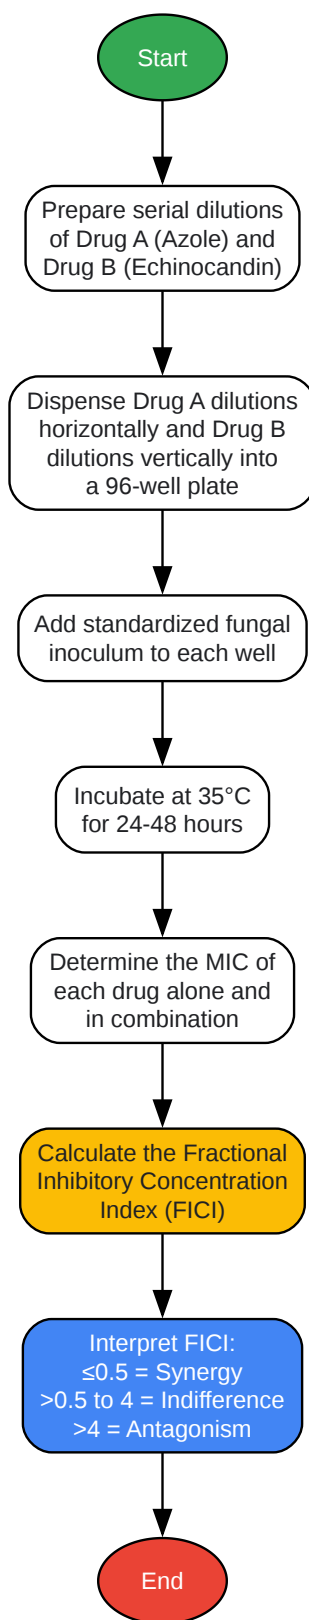 Start
Prepare serial dilutions
of Drug A (Azole) and
Drug B (Echinocandin)
Dispense Drug A dilutions
horizontally and Drug B
dilutions vertically into
a 96-well plate
Add standardized fungal
inoculum to each well
Incubate at 35°C
for 24-48 hours
Determine the MIC of
each drug alone and
in combination
Calculate the Fractional
Inhibitory Concentration
Index (FICI)
Interpret FICI:
≤0.5 = Synergy
>0.5 to 4 = Indifference
>4 = Antagonism
End